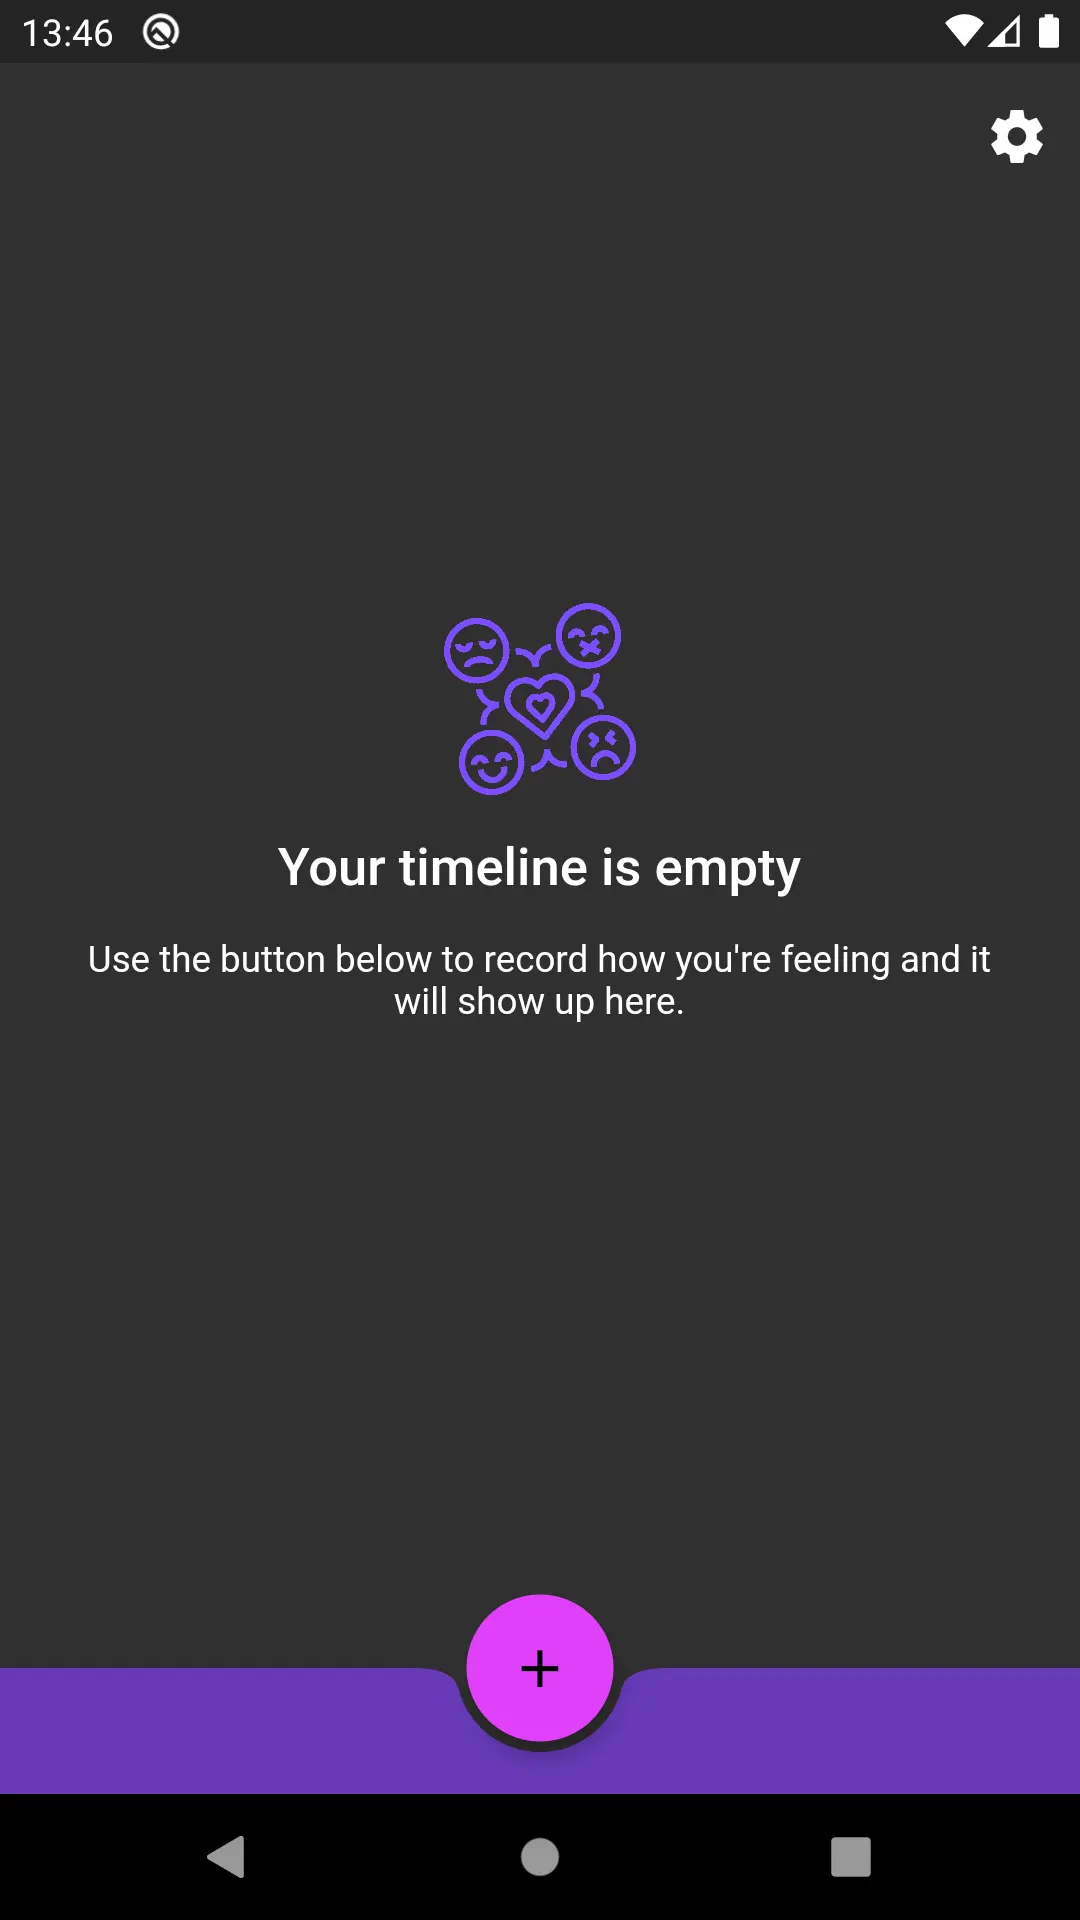 13:46
Your timeline is empty
Use the button below to record how you're feeling and it
will show up here.